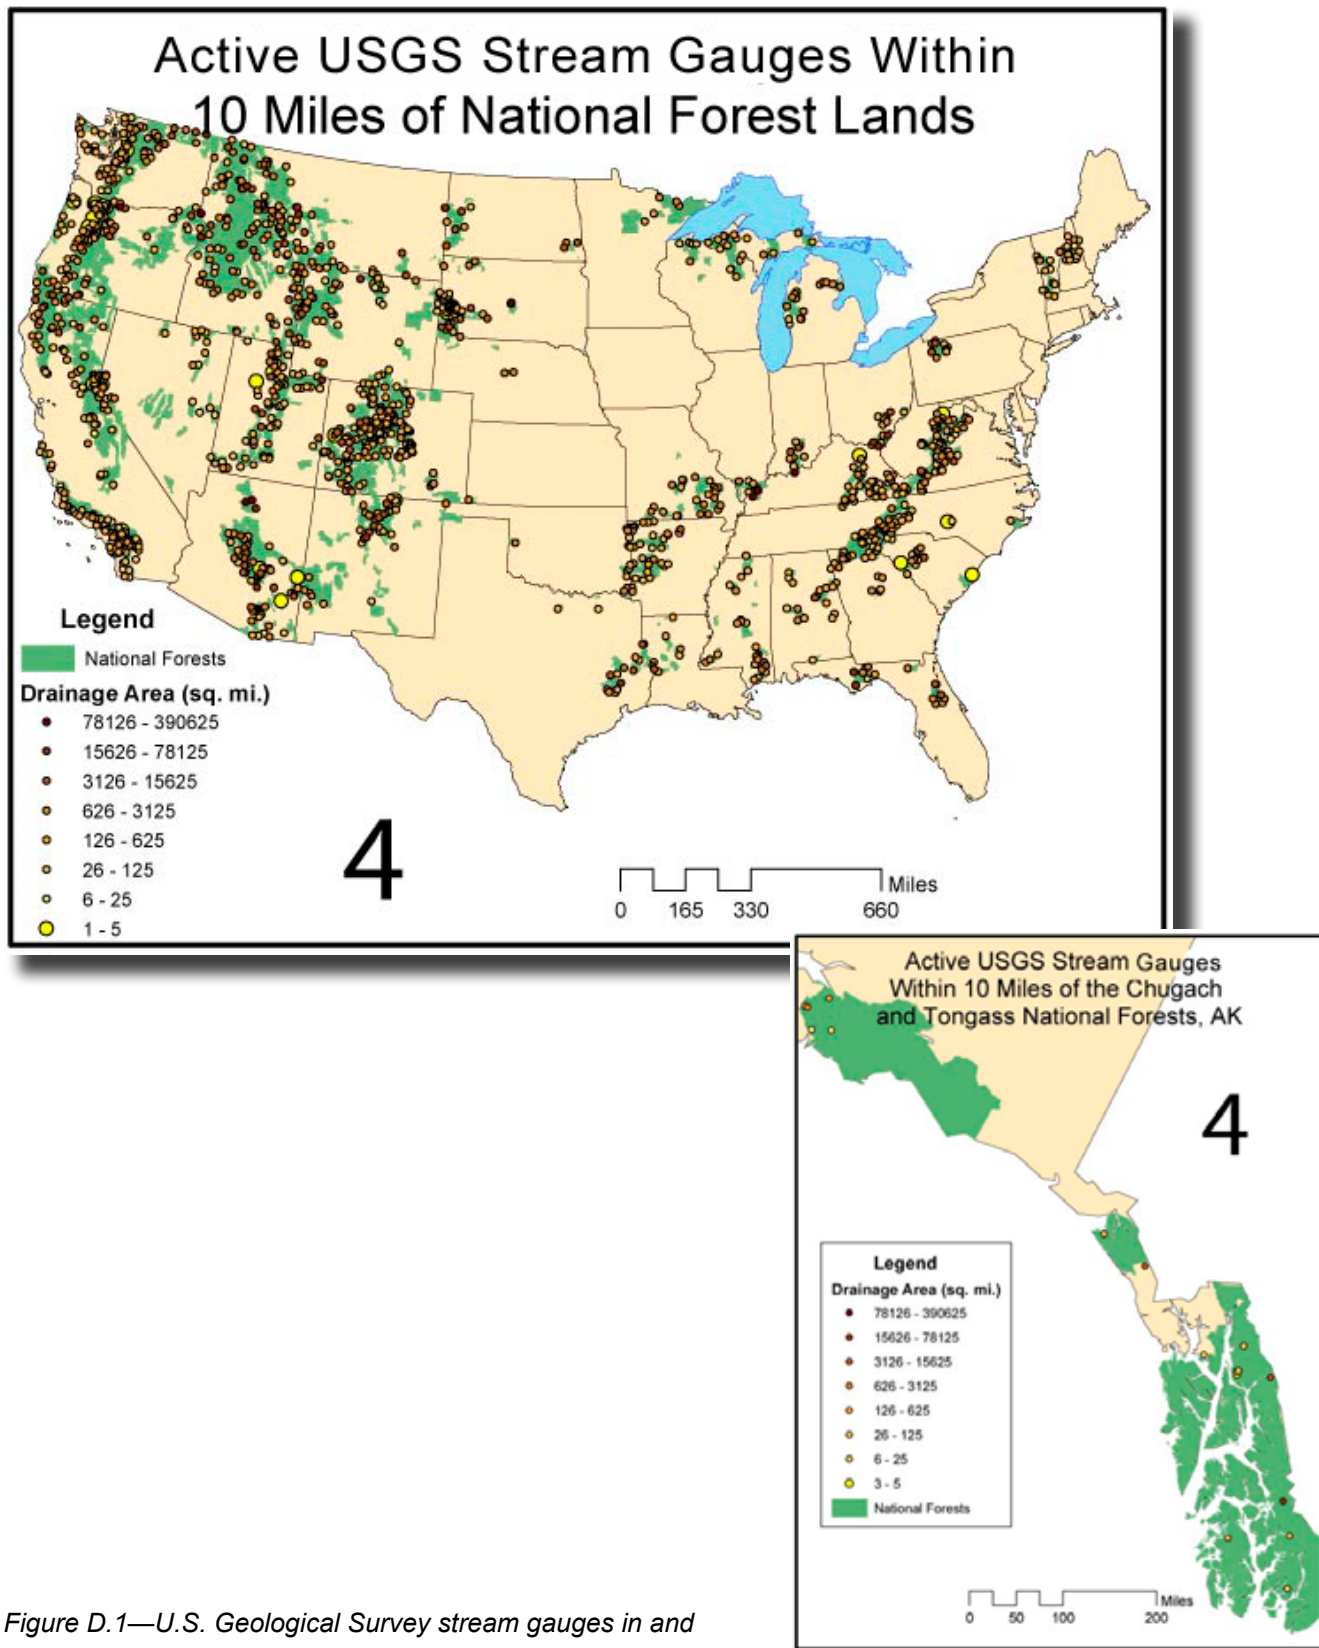 Active USGS Stream Gauges Within
10 Miles of National Forest Lands
Legend
National Forests
Drainage Area (sq. mi.)
78126 - 390625
15626 - 78125
3126 - 15625
626 - 3125
126 - 625
26 - 125
6 - 25
1 - 5
4
Miles
0 165 330 660
Active USGS Stream Gauges
Within 10 Miles of the Chugach
and Tongass National Forests, AK
4
Legend
Drainage Area (sq. mi.)
78126 - 390625
15626 - 78125
3126 - 15625
626 - 3125
126 - 625
26 - 125
6 - 25
3 - 5
National Forests
Miles
0 50 100 200
Figure D.1—U.S. Geological Survey stream gauges in and